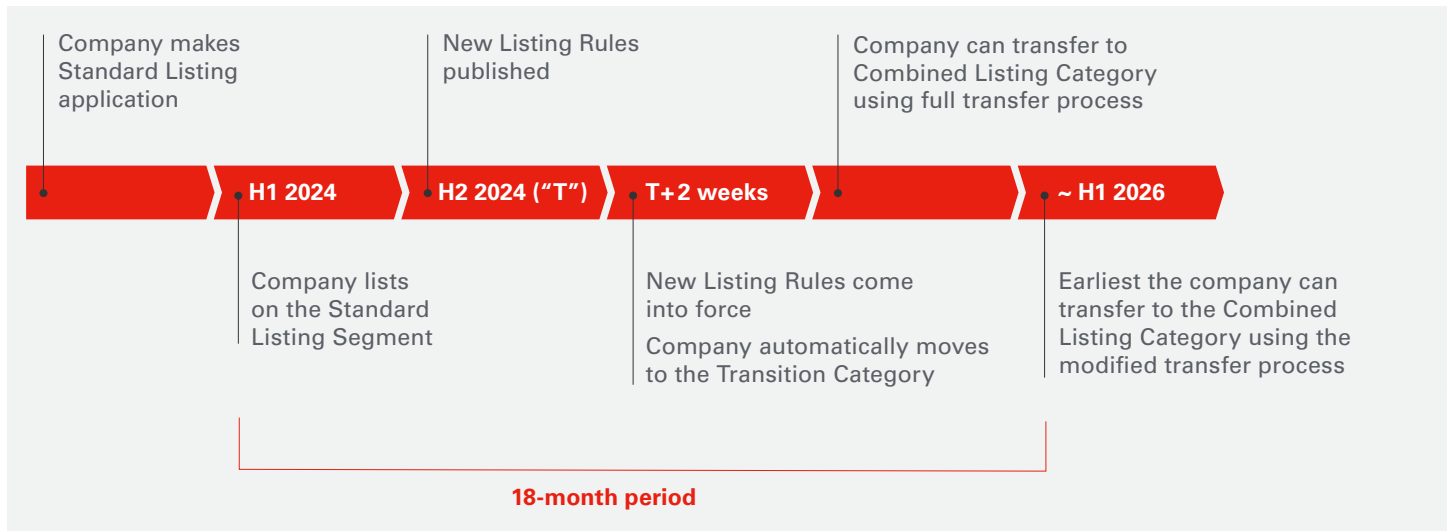 Company makes
Standard Listing
application
New Listing Rules
published
Company can transfer to
Combined Listing Category
using full transfer process
H1 2024
H2 2024 (“T”)
T+2 weeks
~ H1 2026
Company lists
on the Standard
Listing Segment
New Listing Rules come
into force
Company automatically moves
to the Transition Category
Earliest the company can
transfer to the Combined
Listing Category using the
modified transfer process
18-month period